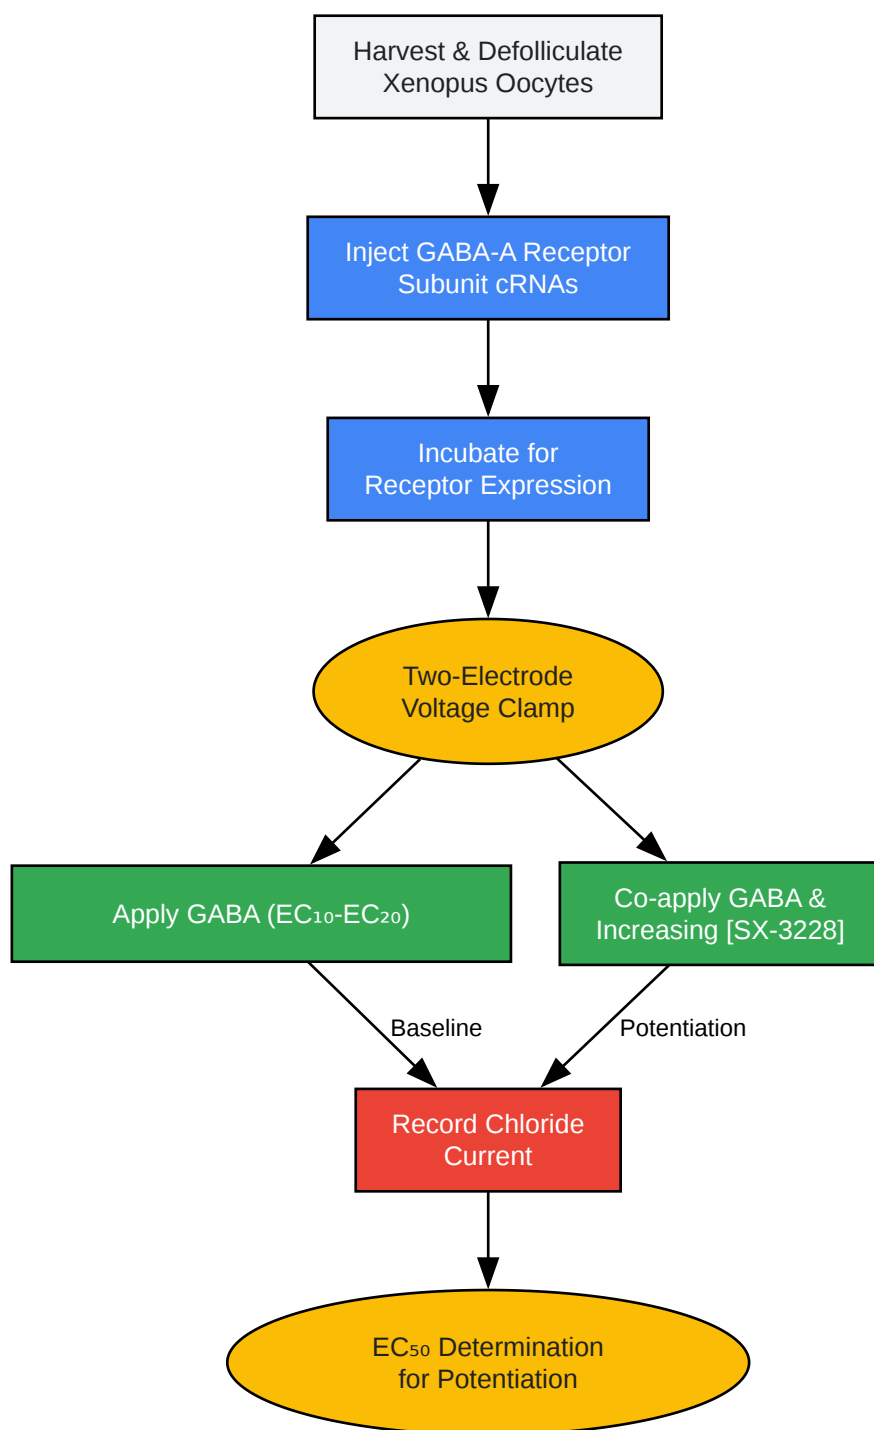 Harvest & Defolliculate
Xenopus Oocytes
Inject GABA-A Receptor
Subunit cRNAs
Incubate for
Receptor Expression
Two-Electrode
Voltage Clamp
Apply GABA (EC₁₀-EC₂₀)
Co-apply GABA &
Increasing [SX-3228]
Baseline
Potentiation
Record Chloride
Current
EC₅₀ Determination
for Potentiation